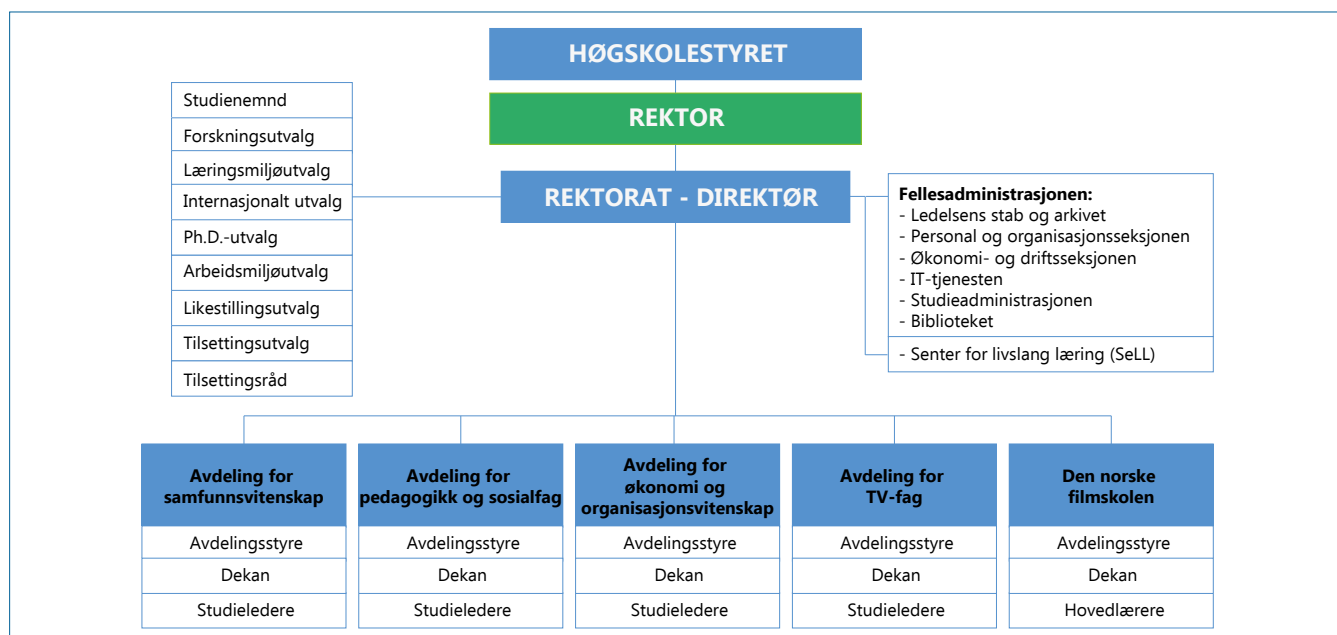 HØGSKOLESTYRET
REKTOR
REKTORAT - DIREKTØR
Studienemnd
Forskningsutvalg
Læringsmiljøutvalg
Internasjonalt utvalg
Ph.D.-utvalg
Arbeidsmiljøutvalg
Likestillingsutvalg
Tilsettingsutvalg
Tilsettingsråd
Fellesadministrasjonen:
- Ledelsens stab og arkivet
- Personal og organisasjonsseksjonen
- Økonomi- og driftsseksjonen
- IT-tjenesten
- Studieadministrasjonen
- Biblioteket
- Senter for livslang læring (SeLL)
Avdeling for
samfunnsvitenskap
Avdelingsstyre
Dekan
Studieledere
Avdeling for
pedagogikk og sosialfag
Avdelingsstyre
Dekan
Studieledere
Avdeling for
økonomi og
organisasjonsvitenskap
Avdelingsstyre
Dekan
Studieledere
Avdeling for
TV-fag
Avdelingsstyre
Dekan
Studieledere
Den norske
filmskolen
Avdelingsstyre
Dekan
Hovedlærere